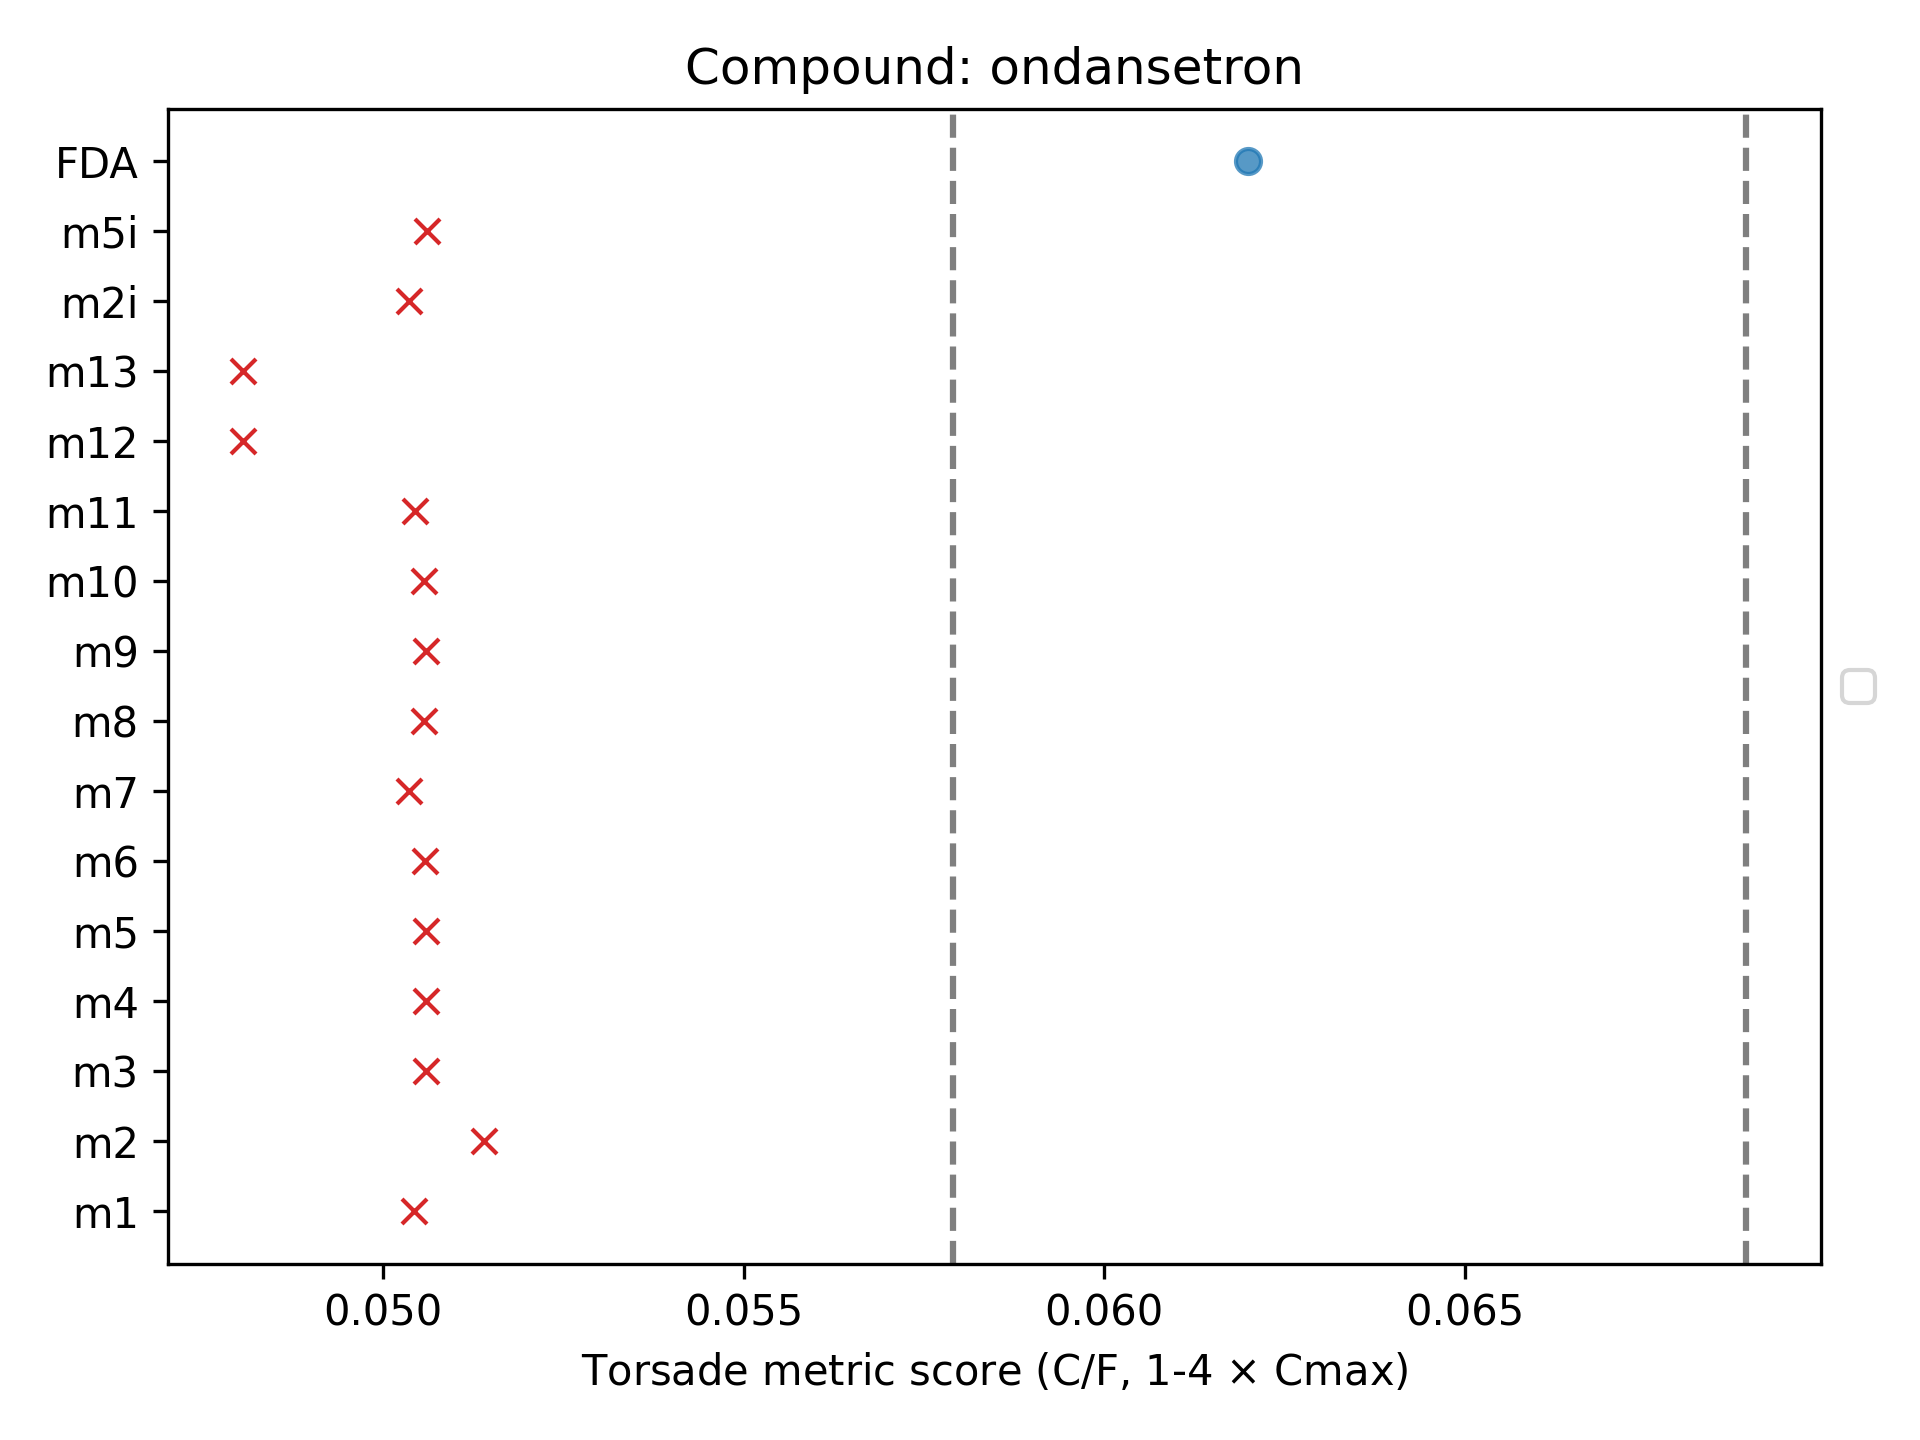 Compound: ondansetron
FDA
m5i
m2i
m13
m12
m11
m10
m9
m8
m7
m6
m5
m4
m3
m2
m1
0.050 0.055 0.060 0.065
Torsade metric score (C/F, 1-4 × Cmax)